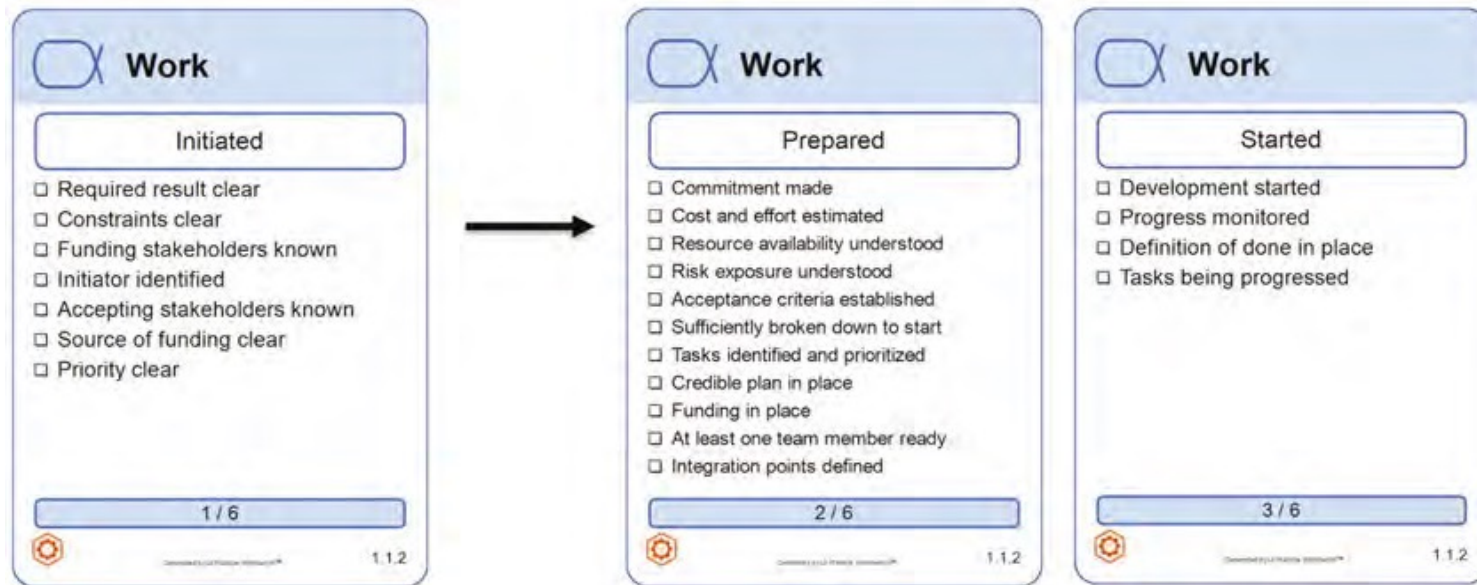 Work
Initiated
❑ Required result clear
❑ Constraints clear
❑ Funding stakeholders known
❑ Initiator identified
❑ Accepting stakeholders known
❑ Source of funding clear
❑ Priority clear
1 / 6
1.1.2
Work
Prepared
❑ Commitment made
❑ Cost and effort estimated
❑ Resource availability understood
❑ Risk exposure understood
❑ Acceptance criteria established
❑ Sufficiently broken down to start
❑ Tasks identified and prioritized
❑ Credible plan in place
❑ Funding in place
❑ At least one team member ready
❑ Integration points defined
2 / 6
1.1.2
Work
Started
❑ Development started
❑ Progress monitored
❑ Definition of done in place
❑ Tasks being progressed
3 / 6
1.1.2